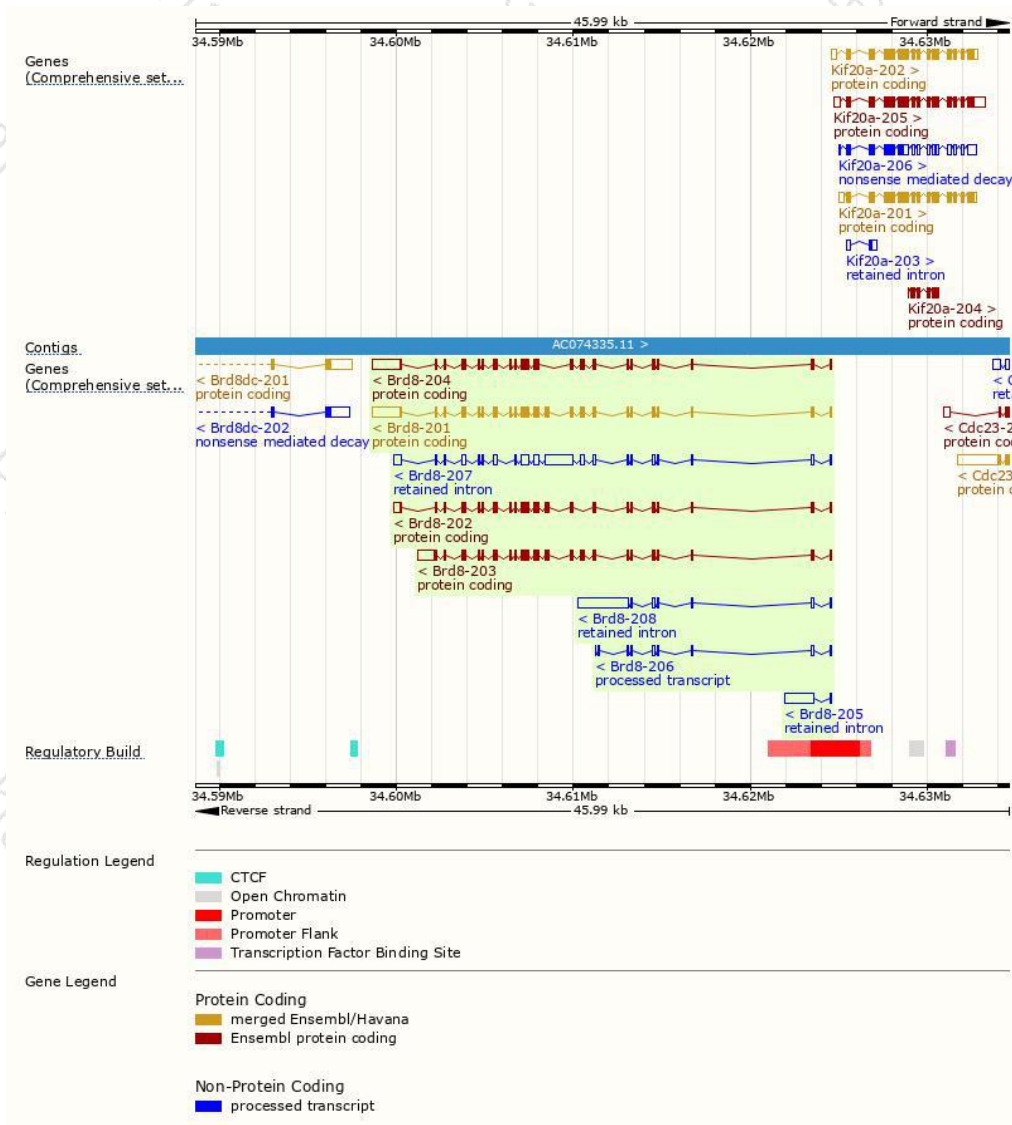 45.99 kb Forward strand
34.59Mb 34.60Mb 34.61Mb 34.62Mb 34.63Mb
Genes
(Comprehensive set...
Kif20a-202 >
protein coding
Kif20a-205 >
protein coding
Kif20a-206 >
nonsense mediated decay
Kif20a-201 >
protein coding
Kif20a-203 >
retained intron
Kif20a-204 >
protein coding
Contigs AC074335.11 >
Genes
(Comprehensive set...
< Brd8dc-201 < Brd8-204 < C
protein coding protein coding ret
< Brd8dc-202 < Brd8-201 < Cdc23-2
nonsense mediated decay protein coding protein co
< Brd8-207 < Cdc23
retained intron protein c
< Brd8-202
protein coding
< Brd8-203
protein coding
< Brd8-208
retained intron
< Brd8-206
processed transcript
< Brd8-205
retained intron
Regulatory Build
34.59Mb 34.60Mb 34.61Mb 34.62Mb 34.63Mb
Reverse strand 45.99 kb
Regulation Legend
CTCF
Open Chromatin
Promoter
Promoter Flank
Transcription Factor Binding Site
Gene Legend
Protein Coding
merged Ensembl/Havana
Ensembl protein coding
Non-Protein Coding
processed transcript